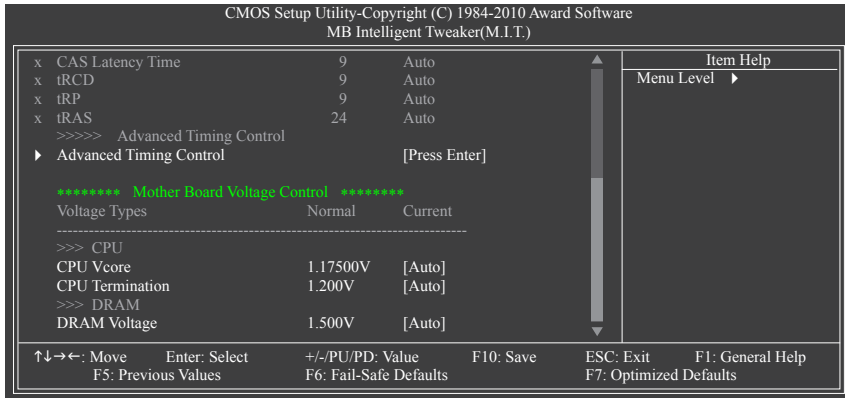 CMOS Setup Utility-Copyright (C) 1984-2010 Award Software
MB Intelligent Tweaker(M.I.T.)
x CAS Latency Time 9 Auto
x tRCD 9 Auto
x tRP 9 Auto
x tRAS 24 Auto
>>>>> Advanced Timing Control
▶ Advanced Timing Control [Press Enter]
******** Mother Board Voltage Control ********
Voltage Types Normal Current
--------------------------------------------------------------------------------
>>> CPU
CPU Vcore 1.17500V [Auto]
CPU Termination 1.200V [Auto]
>>> DRAM
DRAM Voltage 1.500V [Auto]
Item Help
Menu Level ▶
↑↓→←: Move Enter: Select +/-/PU/PD: Value F10: Save ESC: Exit F1: General Help
F5: Previous Values F6: Fail-Safe Defaults F7: Optimized Defaults